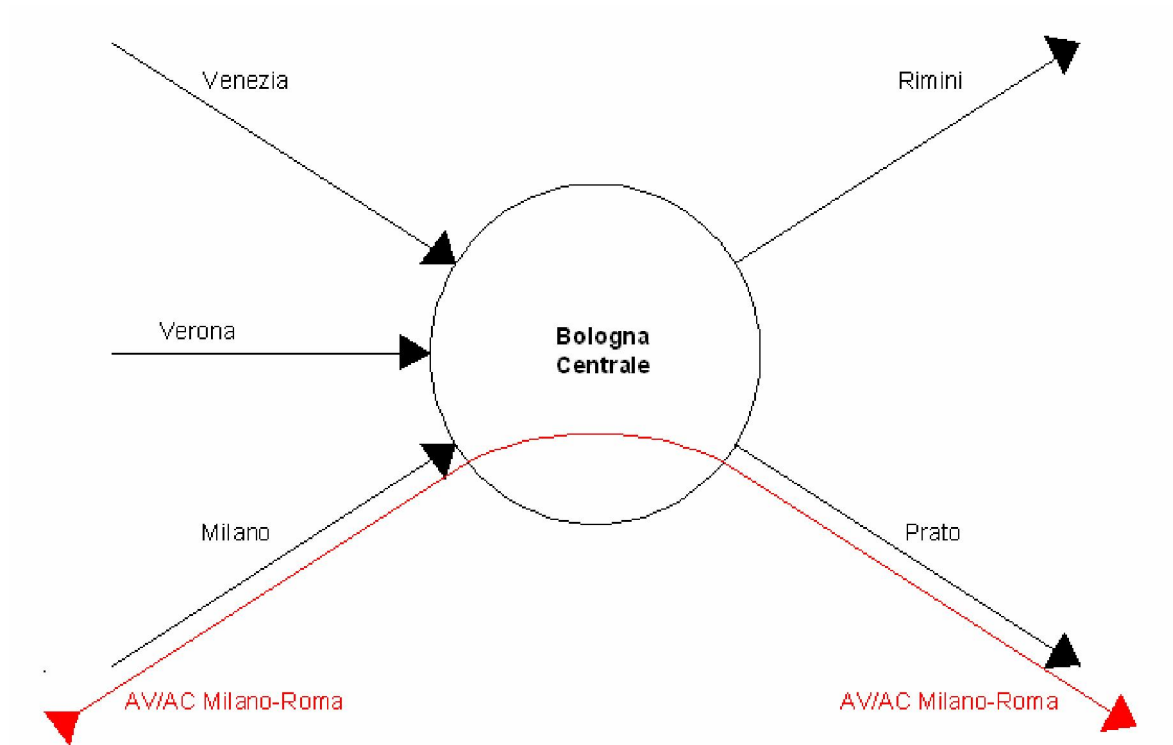 Venezia
Rimini
Verona
Bologna
Centrale
Milano
Prato
AV/AC Milano-Roma
AV/AC Milano-Roma